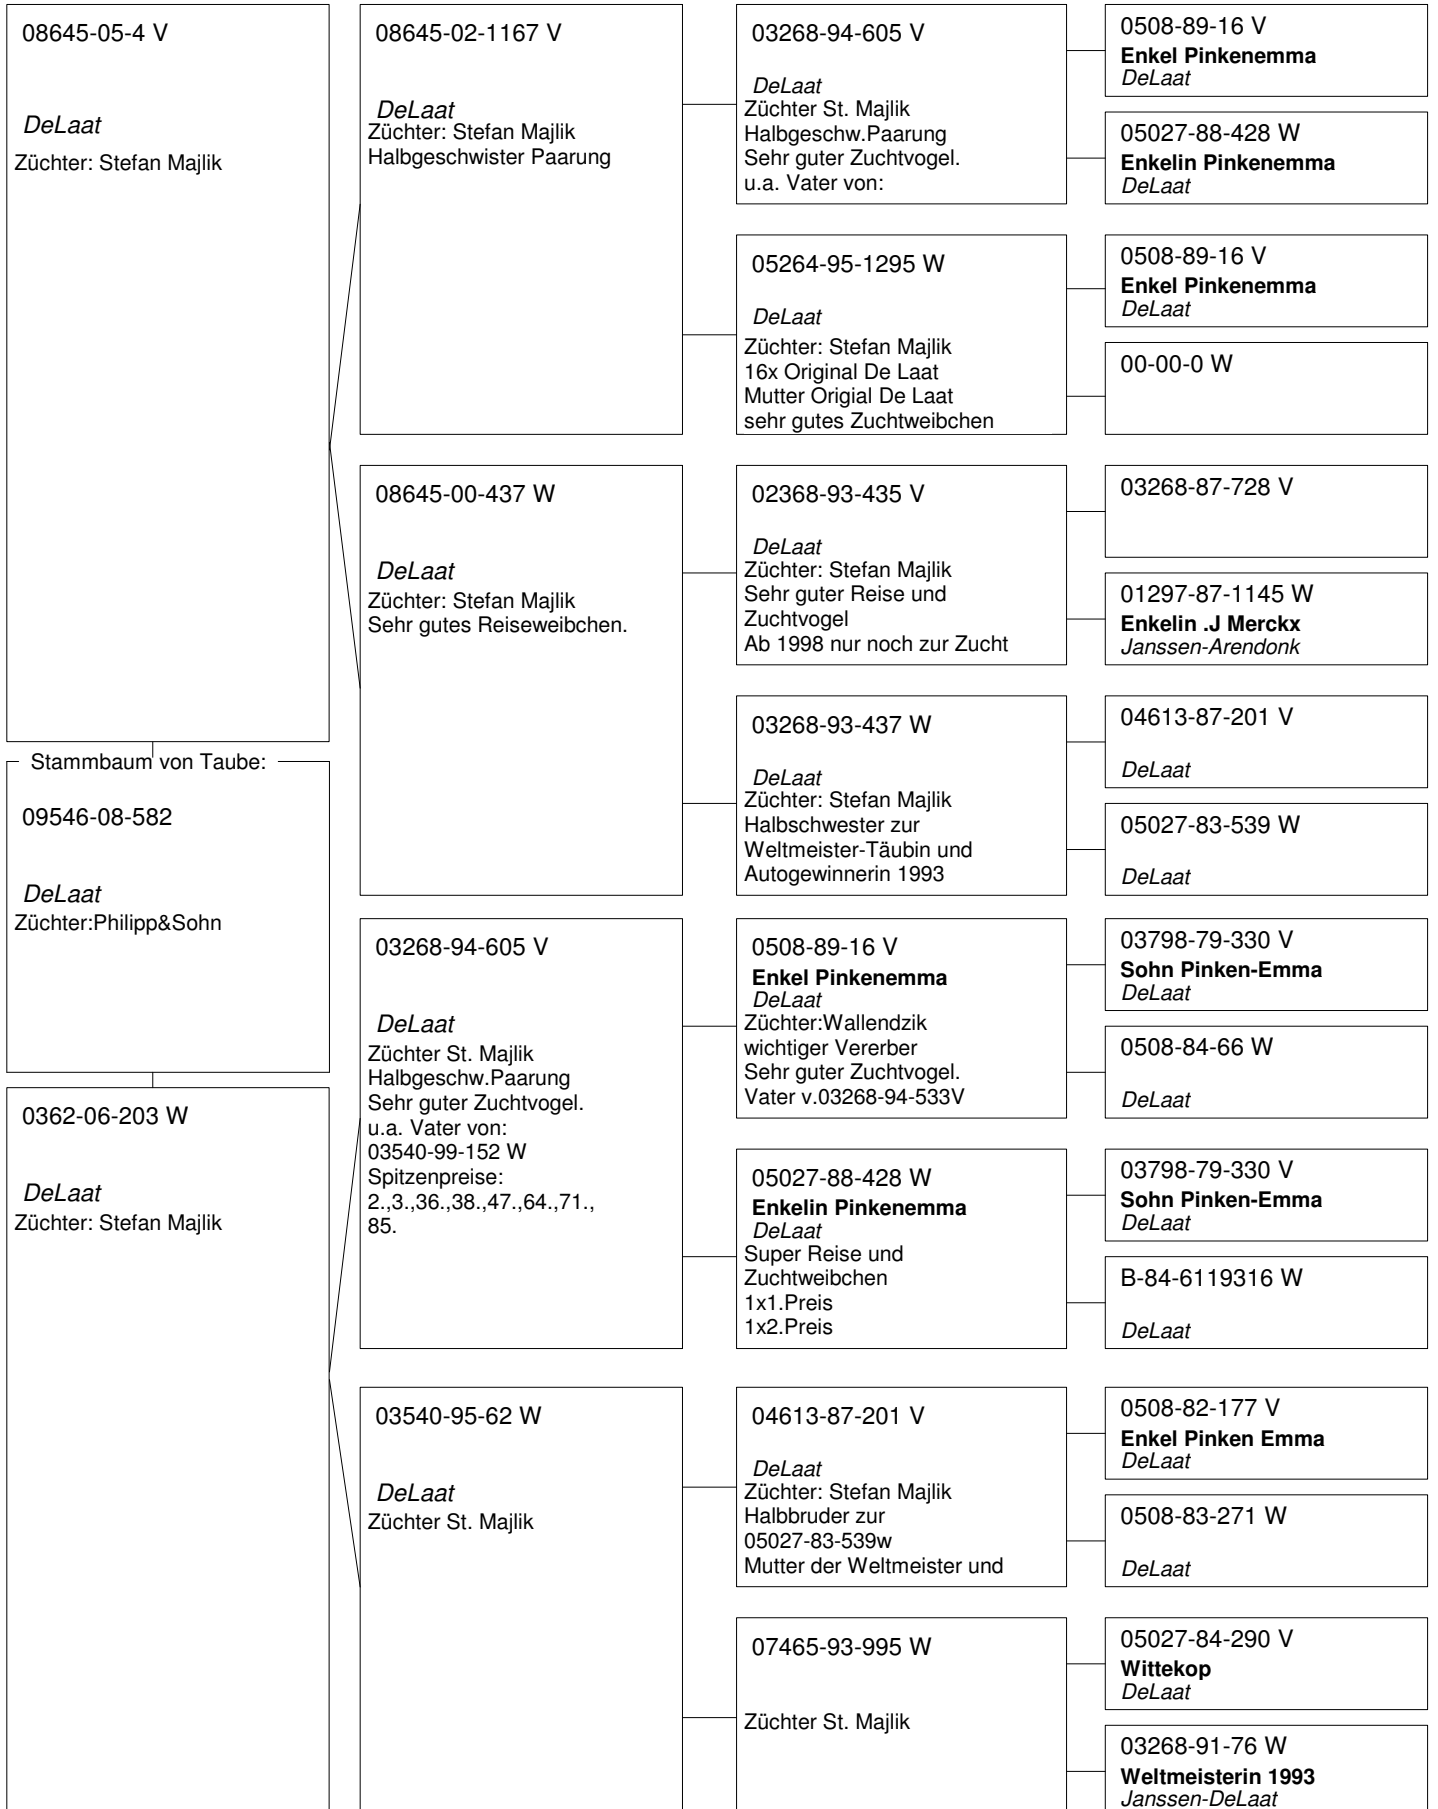 08645-05-4 V
DeLaat
Züchter: Stefan Majlik
Stammbaum von Taube:
09546-08-582
DeLaat
Züchter:Philipp&Sohn
0362-06-203 W
DeLaat
Züchter: Stefan Majlik
08645-02-1167 V
DeLaat
Züchter: Stefan Majlik
Halbgeschwister Paarung
08645-00-437 W
DeLaat
Züchter: Stefan Majlik
Sehr gutes Reiseweibchen.
03268-94-605 V
DeLaat
Züchter St. Majlik
Halbgeschw.Paarung
Sehr guter Zuchtvogel.
u.a. Vater von:
03540-99-152 W
Spitzenpreise:
2.,3.,36.,38.,47.,64.,71.,
85.
03540-95-62 W
DeLaat
Züchter St. Majlik
03268-94-605 V
DeLaat
Züchter St. Majlik
Halbgeschw.Paarung
Sehr guter Zuchtvogel.
u.a. Vater von:
05264-95-1295 W
DeLaat
Züchter: Stefan Majlik
16x Original De Laat
Mutter Origial De Laat
sehr gutes Zuchtweibchen
02368-93-435 V
DeLaat
Züchter: Stefan Majlik
Sehr guter Reise und
Zuchtvogel
Ab 1998 nur noch zur Zucht
03268-93-437 W
DeLaat
Züchter: Stefan Majlik
Halbschwester zur
Weltmeister-Täubin und
Autogewinnerin 1993
0508-89-16 V
Enkel Pinkenemma
DeLaat
Züchter:Wallendzik
wichtiger Vererber
Sehr guter Zuchtvogel.
Vater v.03268-94-533V
05027-88-428 W
Enkelin Pinkenemma
DeLaat
Super Reise und
Zuchtweibchen
1x1.Preis
1x2.Preis
04613-87-201 V
DeLaat
Züchter: Stefan Majlik
Halbbruder zur
05027-83-539w
Mutter der Weltmeister und
07465-93-995 W
Züchter St. Majlik
0508-89-16 V
Enkel Pinkenemma
DeLaat
05027-88-428 W
Enkelin Pinkenemma
DeLaat
0508-89-16 V
Enkel Pinkenemma
DeLaat
00-00-0 W
03268-87-728 V
01297-87-1145 W
Enkelin .J Merckx
Janssen-Arendonk
04613-87-201 V
DeLaat
05027-83-539 W
DeLaat
03798-79-330 V
Sohn Pinken-Emma
DeLaat
0508-84-66 W
DeLaat
03798-79-330 V
Sohn Pinken-Emma
DeLaat
B-84-6119316 W
DeLaat
0508-82-177 V
Enkel Pinken Emma
DeLaat
0508-83-271 W
DeLaat
05027-84-290 V
Wittekop
DeLaat
03268-91-76 W
Weltmeisterin 1993
Janssen-DeLaat